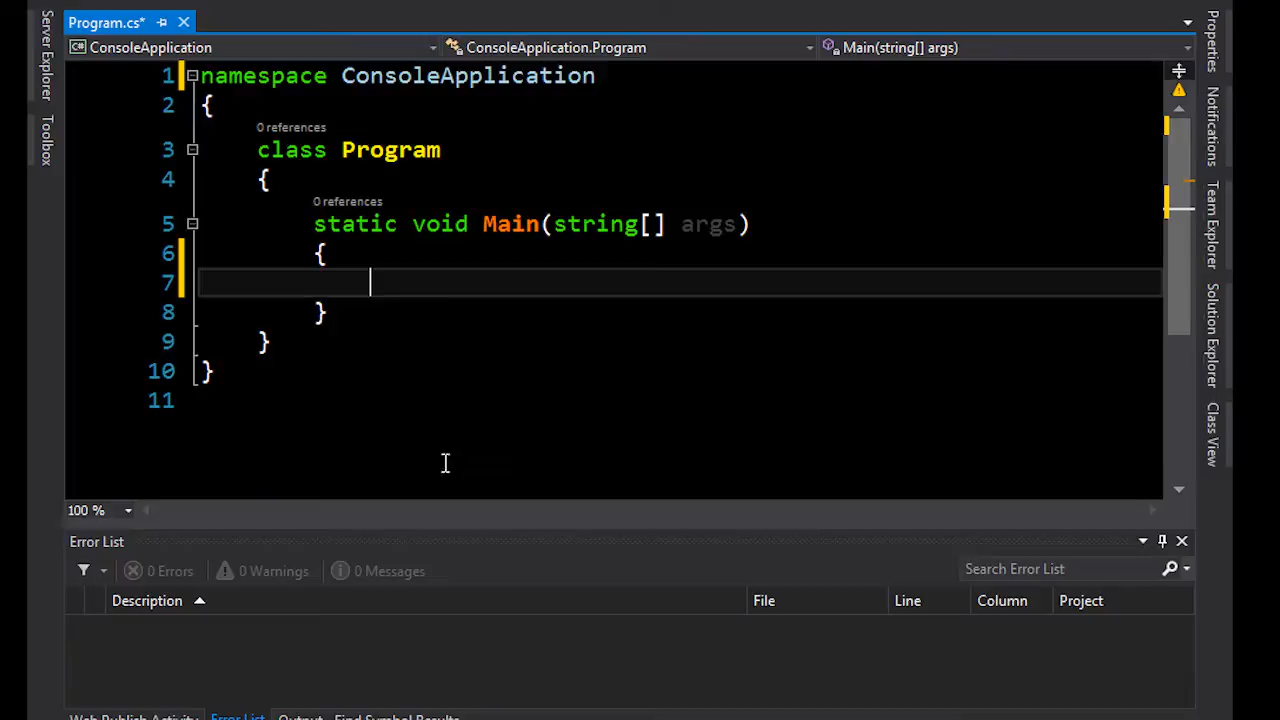 Program.cs*
ConsoleApplication
ConsoleApplication.Program
Main(string[] args)
1 namespace ConsoleApplication
2 {
0 references
3 class Program
4 {
0 references
5 static void Main(string[] args)
6 {
7
8 }
9 }
10 }
11
100 %
Error List
0 Errors
0 Warnings
0 Messages
Search Error List
Description
File
Line
Column
Project
Web Publish Activity
Error List
Output
Find Symbol Results
Server Explorer
Toolbox
Properties
Notifications
Team Explorer
Solution Explorer
Class View